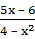 5x − 6
4 − x²